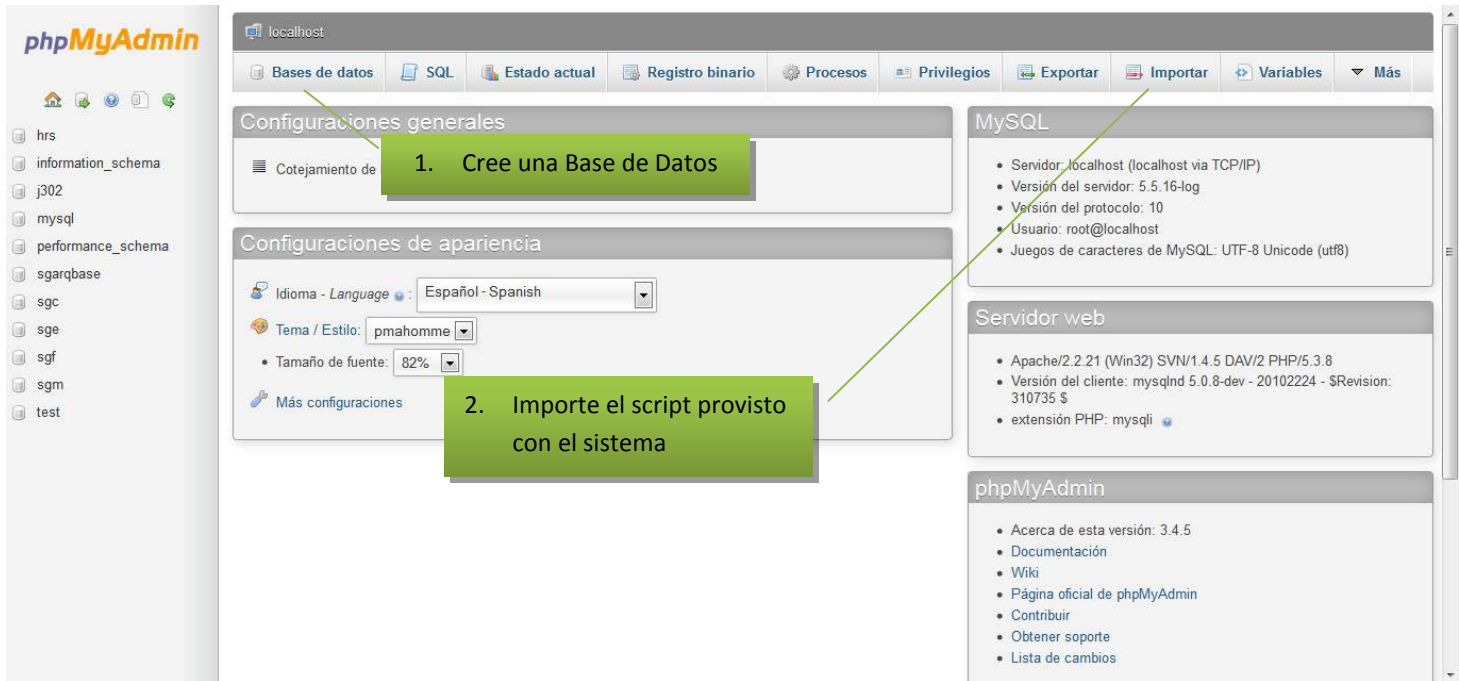 phpMyAdmin
hrs
information_schema
j302
mysql
performance_schema
sgarqbase
sgc
sge
sgf
sgm
test
localhost
Bases de datos SQL Estado actual Registro binario Procesos Privilegios Exportar Importar Variables Más
Configuraciones generales
Cotejamiento de
1. Cree una Base de Datos
Configuraciones de apariencia
Idioma - Language : Español - Spanish
Tema / Estilo: pmahomme
• Tamaño de fuente: 82%
Más configuraciones
2. Importe el script provisto
con el sistema
MySQL
• Servidor: localhost (localhost via TCP/IP)
• Versión del servidor: 5.5.16-log
• Versión del protocolo: 10
• Usuario: root@localhost
• Juegos de caracteres de MySQL: UTF-8 Unicode (utf8)
Servidor web
• Apache/2.2.21 (Win32) SVN/1.4.5 DAV/2 PHP/5.3.8
• Versión del cliente: mysqlnd 5.0.8-dev - 20102224 - $Revision:
310735 $
• extensión PHP: mysqli
phpMyAdmin
• Acerca de esta versión: 3.4.5
• Documentación
• Wiki
• Página oficial de phpMyAdmin
• Contribuir
• Obtener soporte
• Lista de cambios